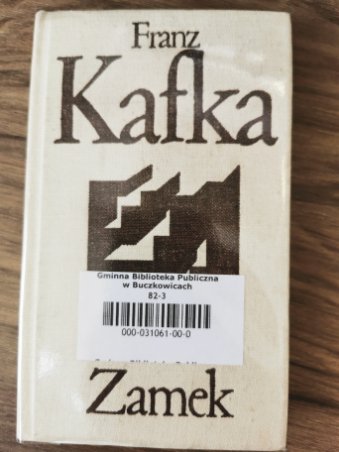 Franz
Kafka
Gminna Biblioteka Publiczna
w Buczkowicach
82-3
000-031061-00-0
Zamek